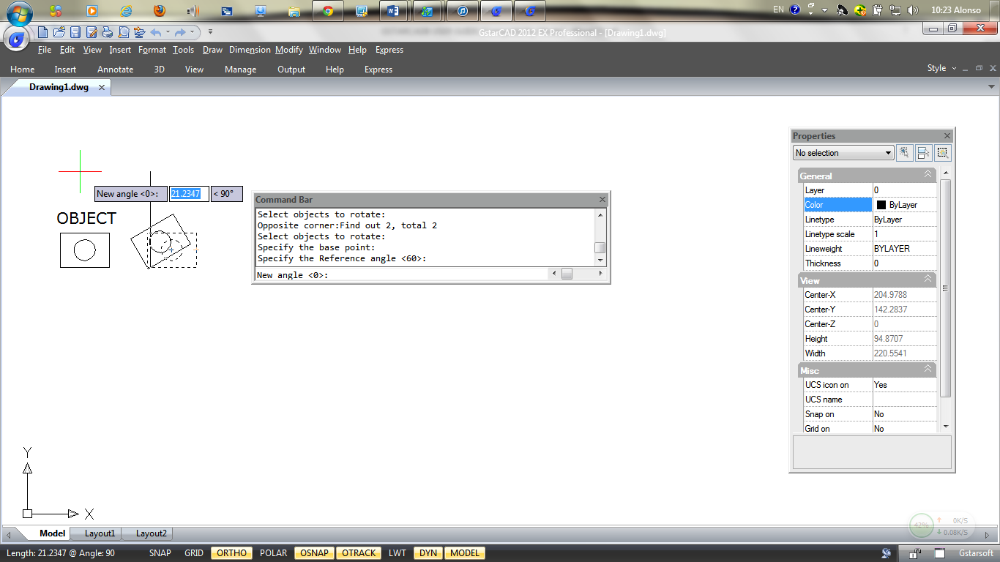 EN 10:23 Alonso
GstarCAD 2012 EX Professional - [Drawing1.dwg]
File Edit View Insert Format Tools Draw Dimension Modify Window Help Express
Home Insert Annotate 3D View Manage Output Help Express Style
Drawing1.dwg
New angle <0>: 21.2347 < 90°
OBJECT
Command Bar
Select objects to rotate:
Opposite corner:Find out 2, total 2
Select objects to rotate:
Specify the base point:
Specify the Reference angle <60>:
New angle <0>:
Properties
No selection
General
Layer 0
Color ByLayer
Linetype ByLayer
Linetype scale 1
Lineweight BYLAYER
Thickness 0
View
Center-X 204.9788
Center-Y 142.2837
Center-Z 0
Height 94.8707
Width 220.5541
Misc
UCS icon on Yes
UCS name
Snap on No
Grid on No
Y
X
42% 0K/S
0.08K/S
Model Layout1 Layout2
Length: 21.2347 @ Angle: 90 SNAP GRID ORTHO POLAR OSNAP OTRACK LWT DYN MODEL Gstarsoft